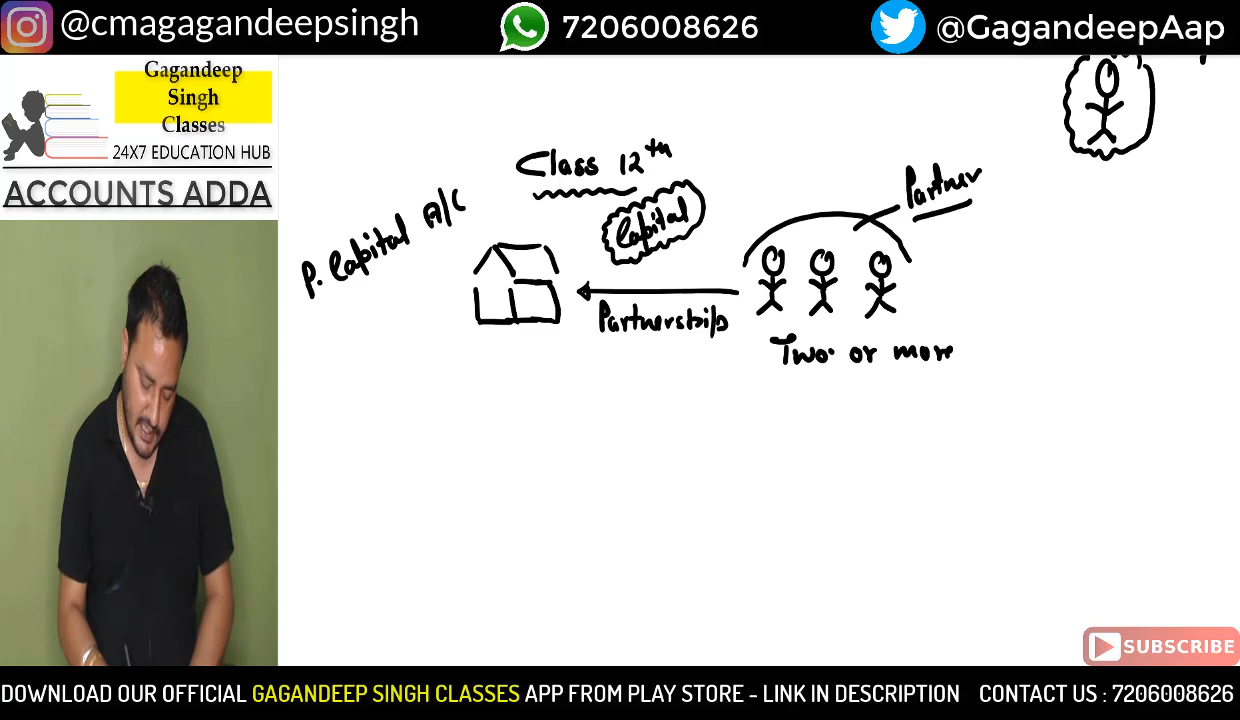 @cmagagandeepsingh
7206008626
@GagandeepAap
Gagandeep
Singh
Classes
24X7 EDUCATION HUB
ACCOUNTS ADDA
Class 12th
Partner
P. Capital A/C
Capital
Partnership
Two or more
SUBSCRIBE
DOWNLOAD OUR OFFICIAL GAGANDEEP SINGH CLASSES APP FROM PLAY STORE - LINK IN DESCRIPTION CONTACT US : 7206008626